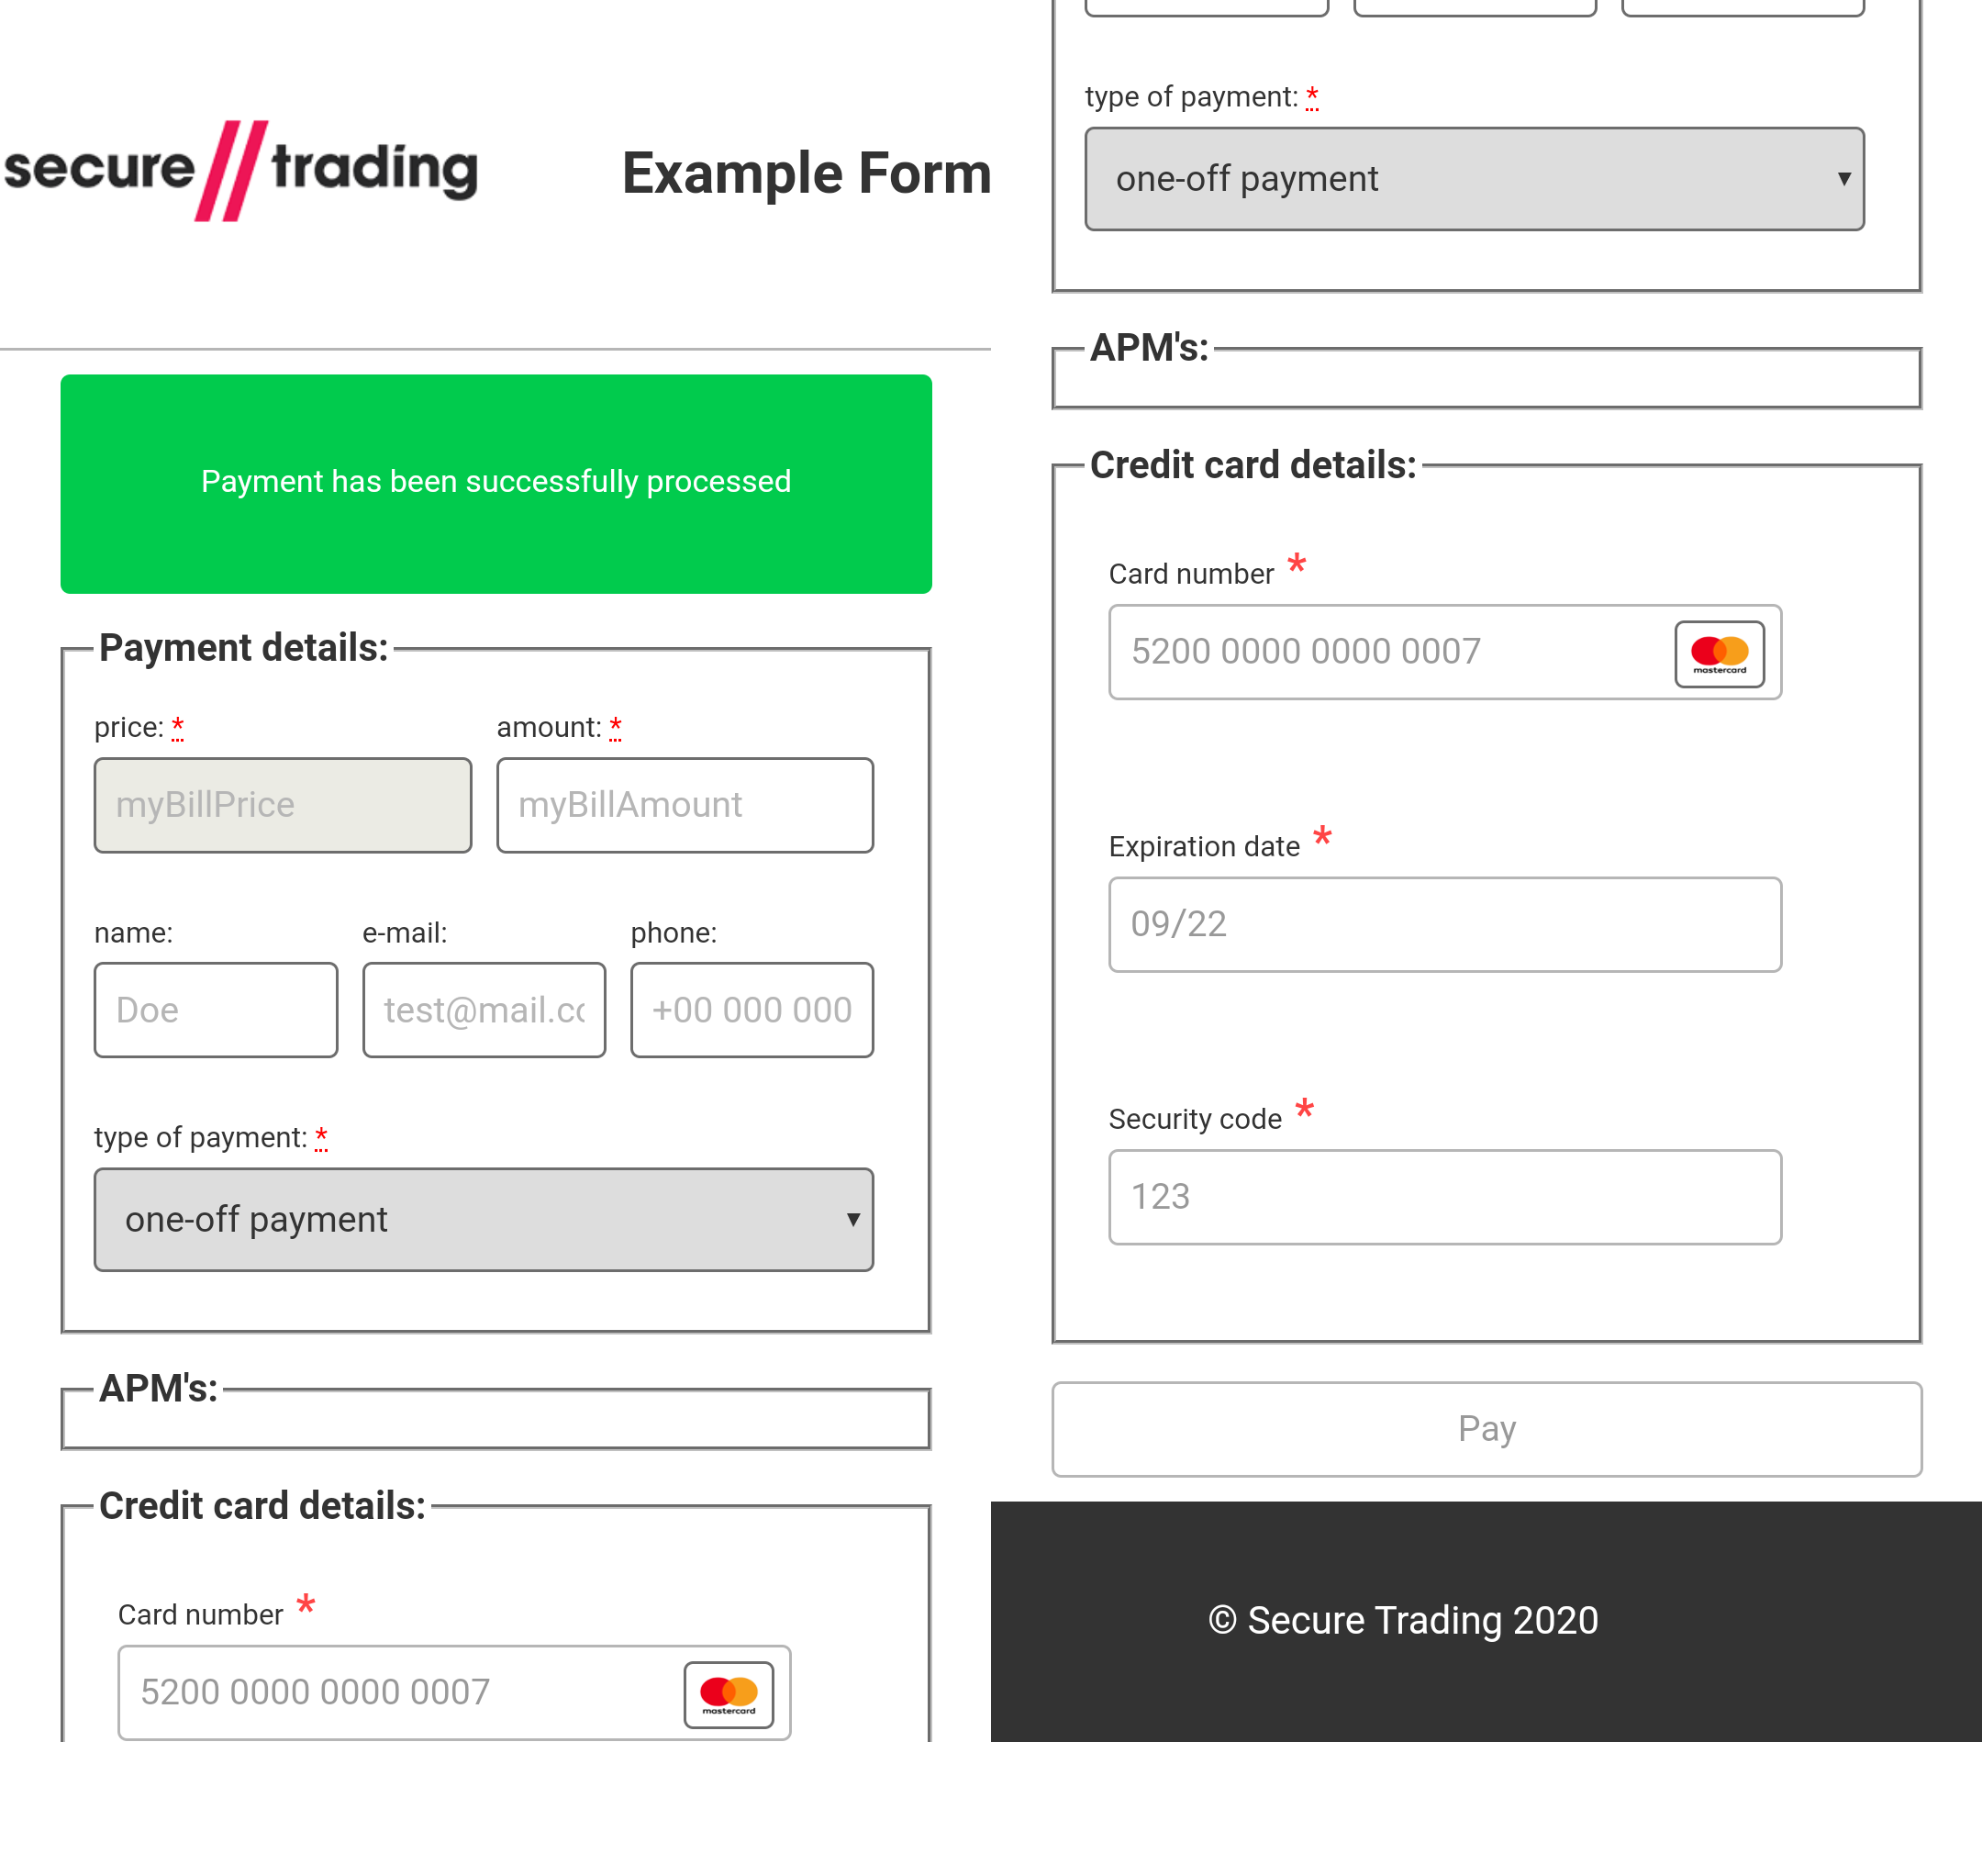 secure//trading
Example Form
Payment has been successfully processed
Payment details:
price: *
amount: *
myBillPrice
myBillAmount
name:
e-mail:
phone:
Doe
test@mail.co
+00 000 000
type of payment: *
one-off payment
APM's:
Credit card details:
Card number *
5200 0000 0000 0007
mastercard
type of payment: *
one-off payment
APM's:
Credit card details:
Card number *
5200 0000 0000 0007
mastercard
Expiration date *
09/22
Security code *
123
Pay
© Secure Trading 2020